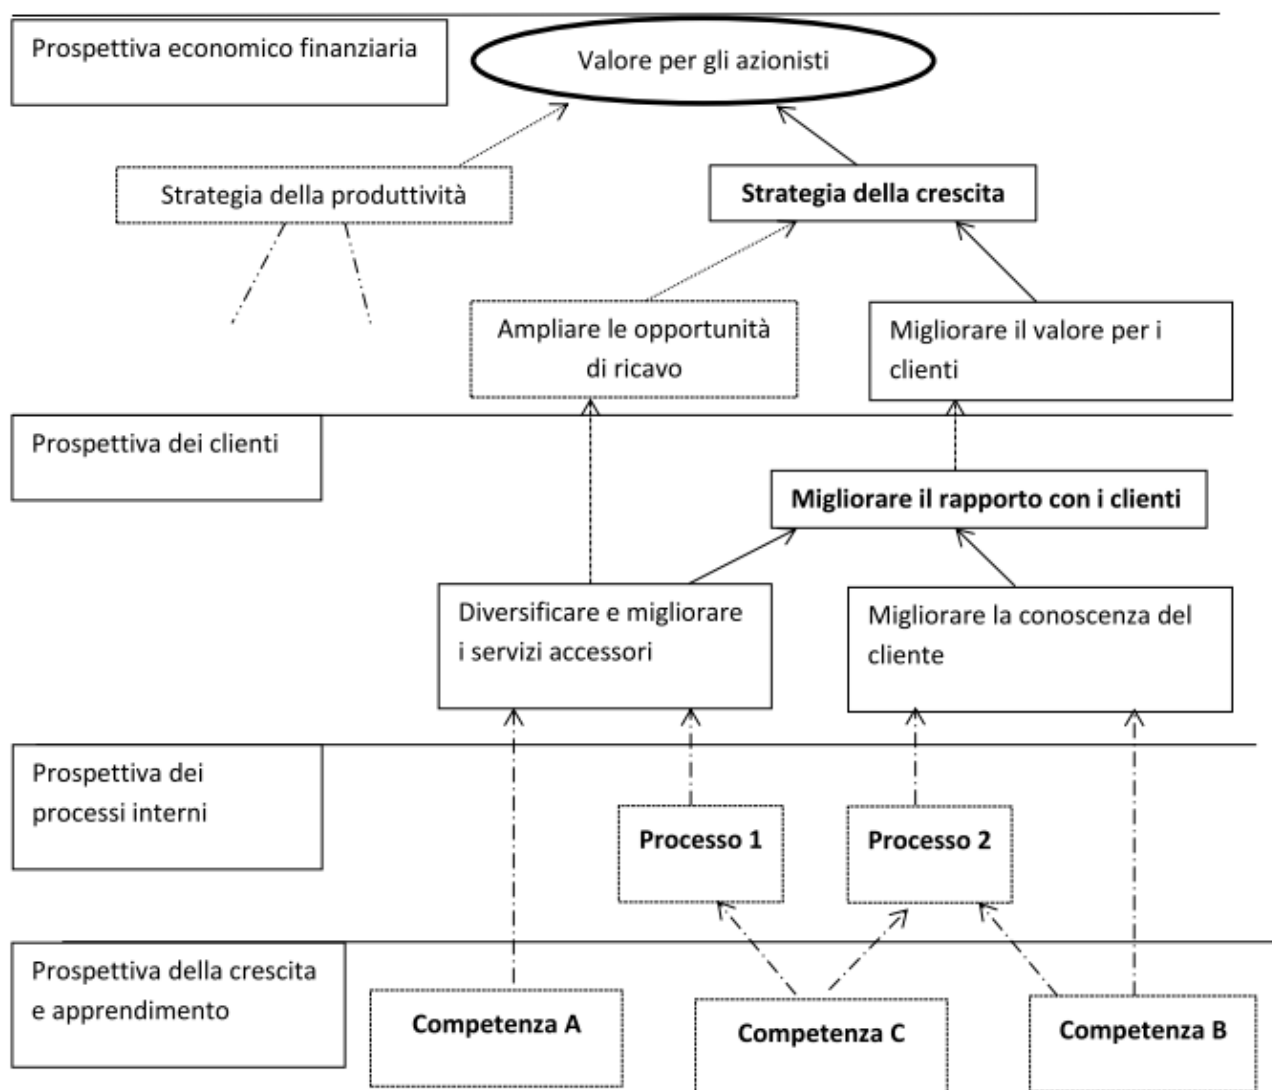 Prospettiva economico finanziaria
Valore per gli azionisti
Strategia della produttività
Strategia della crescita
Ampliare le opportunità
di ricavo
Migliorare il valore per i
clienti
Prospettiva dei clienti
Migliorare il rapporto con i clienti
Diversificare e migliorare
i servizi accessori
Migliorare la conoscenza del
cliente
Prospettiva dei
processi interni
Processo 1
Processo 2
Prospettiva della crescita
e apprendimento
Competenza A
Competenza C
Competenza B